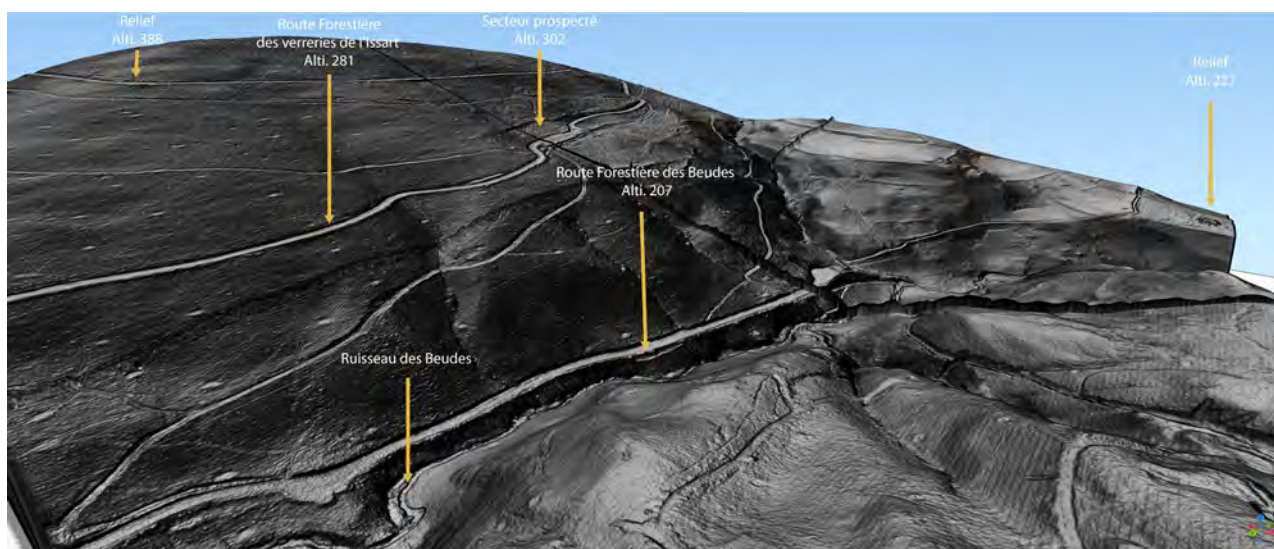 Relief
Alti. 388
Route Forestière
des verreries de l'Issart
Alti. 281
Secteur prospecté
Alti. 302
Relief
Alti. 227
Route Forestière des Beudes
Alti. 207
Ruisseau des Beudes